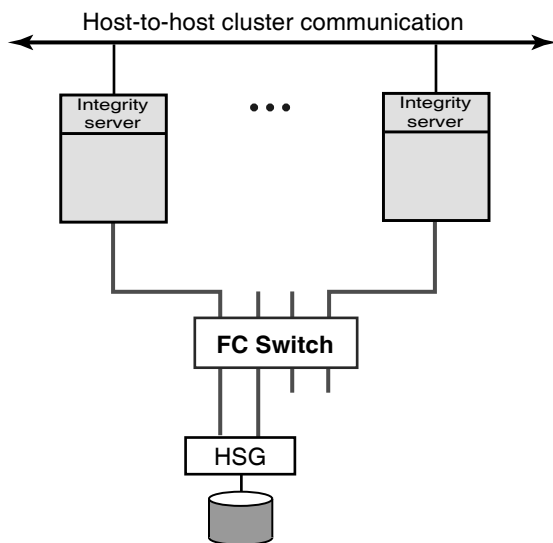 Host-to-host cluster communication
Integrity
server
Integrity
server
FC Switch
HSG